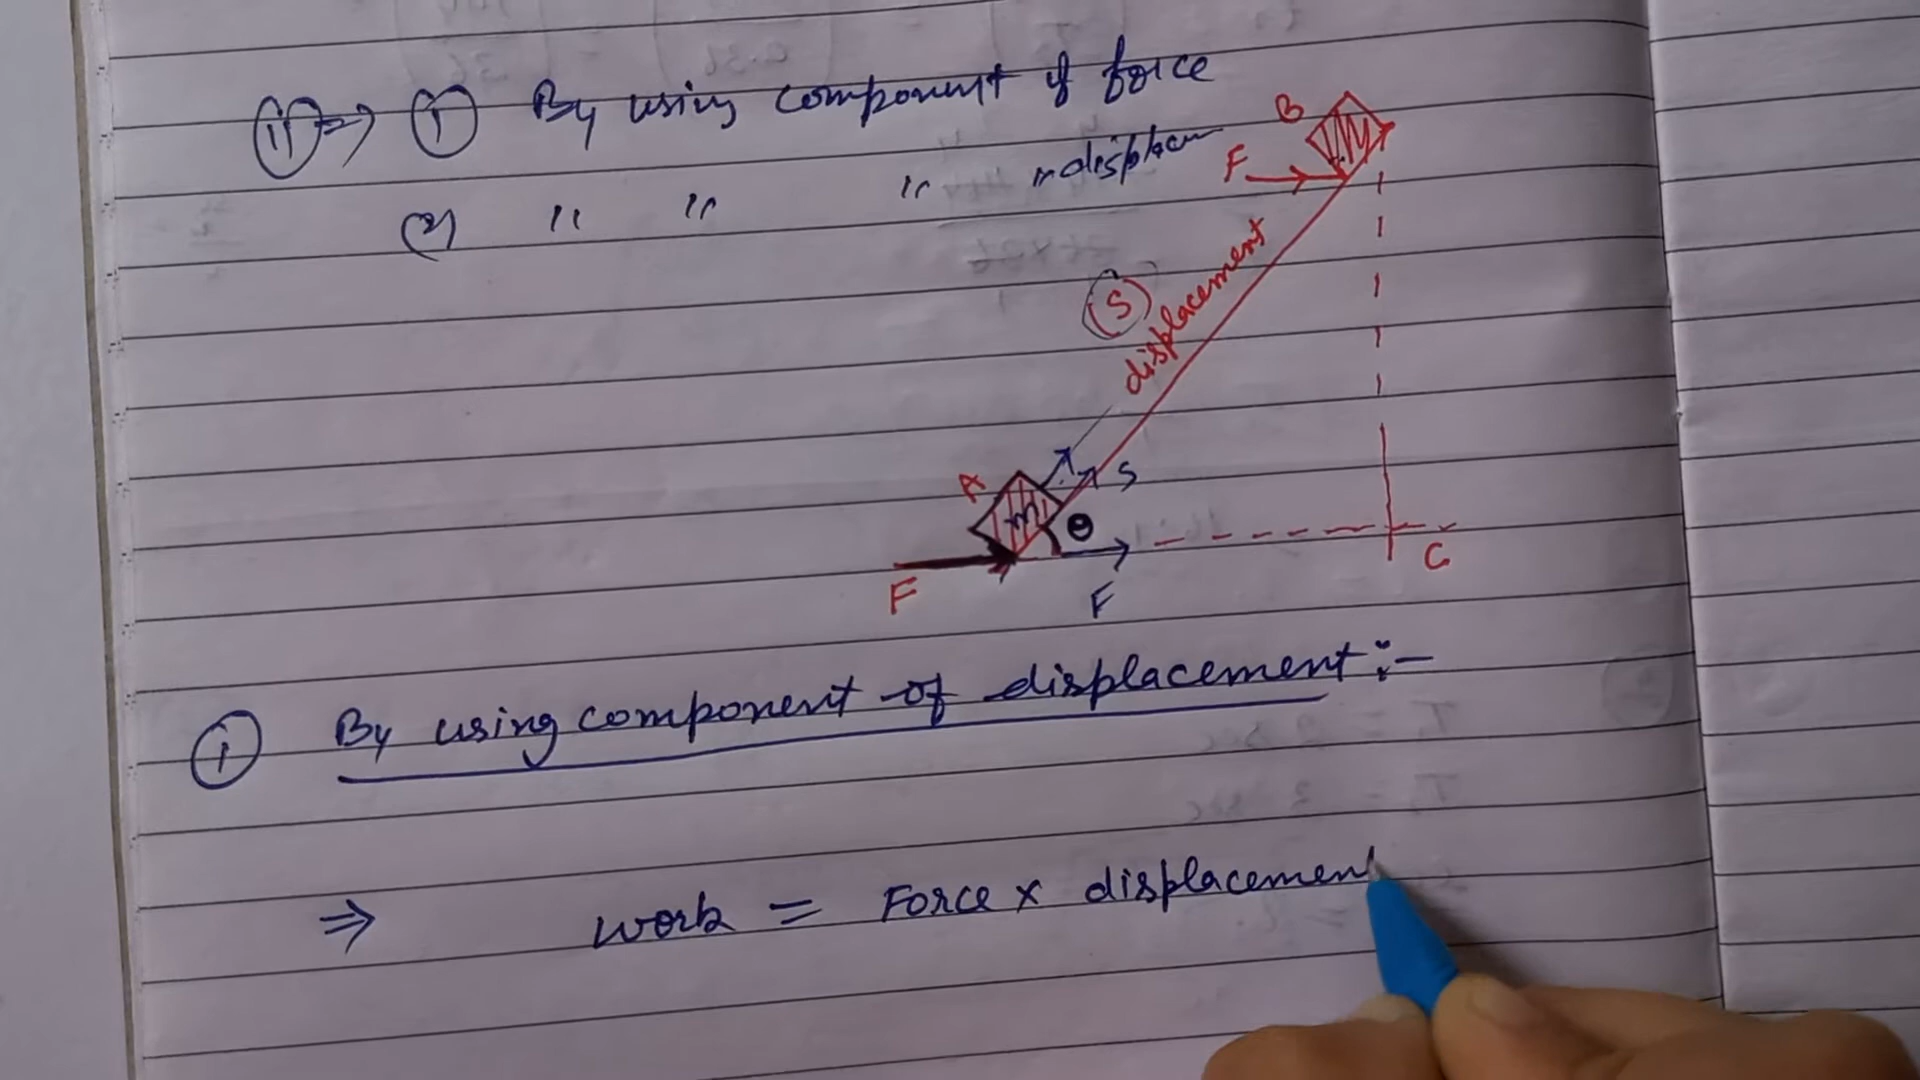 (ii) ⇒ (1) By using component of force
(2) " " " " displacem
B
F
(S)
displacement
A
m
S
θ
F
F
C
(1) By using component of displacement :-
⇒ work = Force × displacement